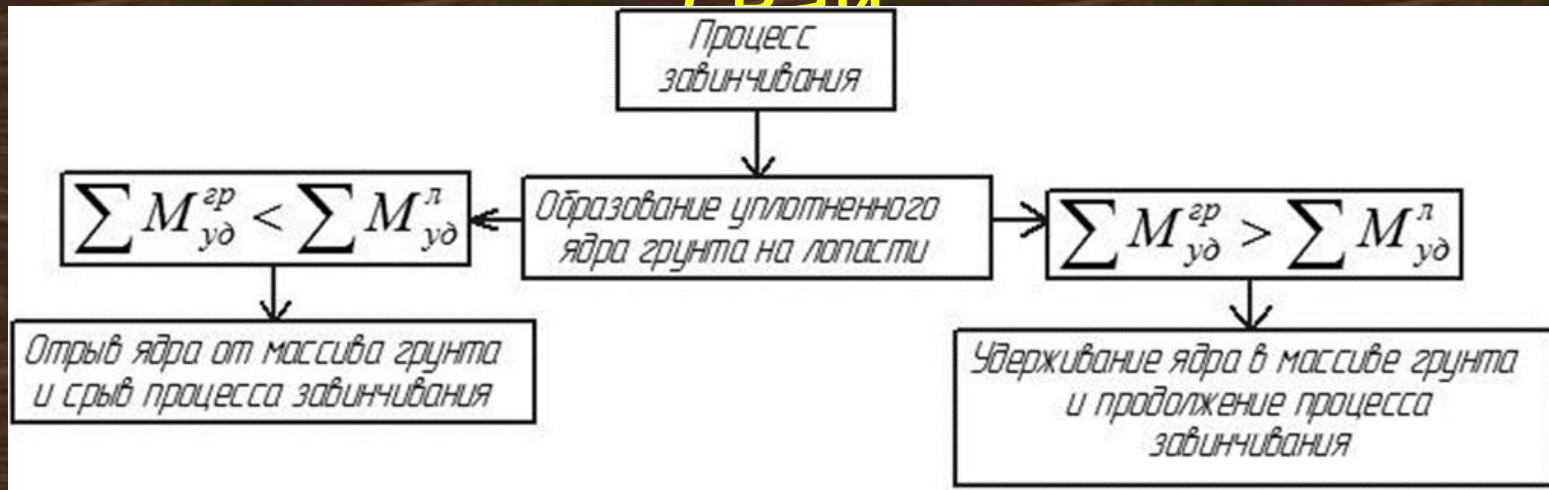 Процесс
завинчивания
Образование уплотненного
ядра грунта на лопасти
∑ M_уд^гр < ∑ M_уд^л
∑ M_уд^гр > ∑ M_уд^л
Отрыв ядра от массива грунта
и срыв процесса завинчивания
Удерживание ядра в массиве грунта
и продолжение процесса
завинчивания